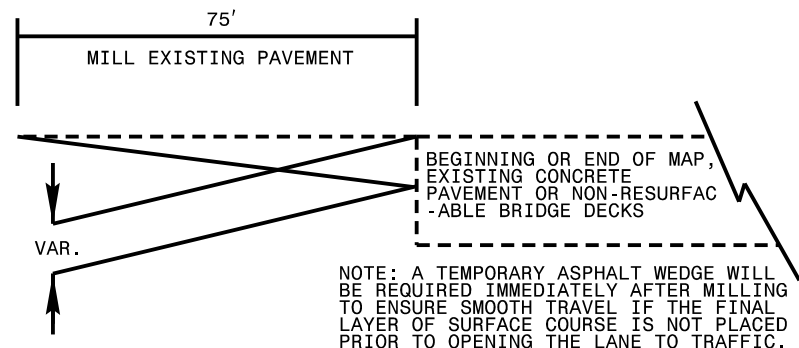 75'
MILL EXISTING PAVEMENT
BEGINNING OR END OF MAP,
EXISTING CONCRETE
PAVEMENT OR NON-RESURFAC
-ABLE BRIDGE DECKS
VAR.
NOTE: A TEMPORARY ASPHALT WEDGE WILL
BE REQUIRED IMMEDIATELY AFTER MILLING
TO ENSURE SMOOTH TRAVEL IF THE FINAL
LAYER OF SURFACE COURSE IS NOT PLACED
PRIOR TO OPENING THE LANE TO TRAFFIC.